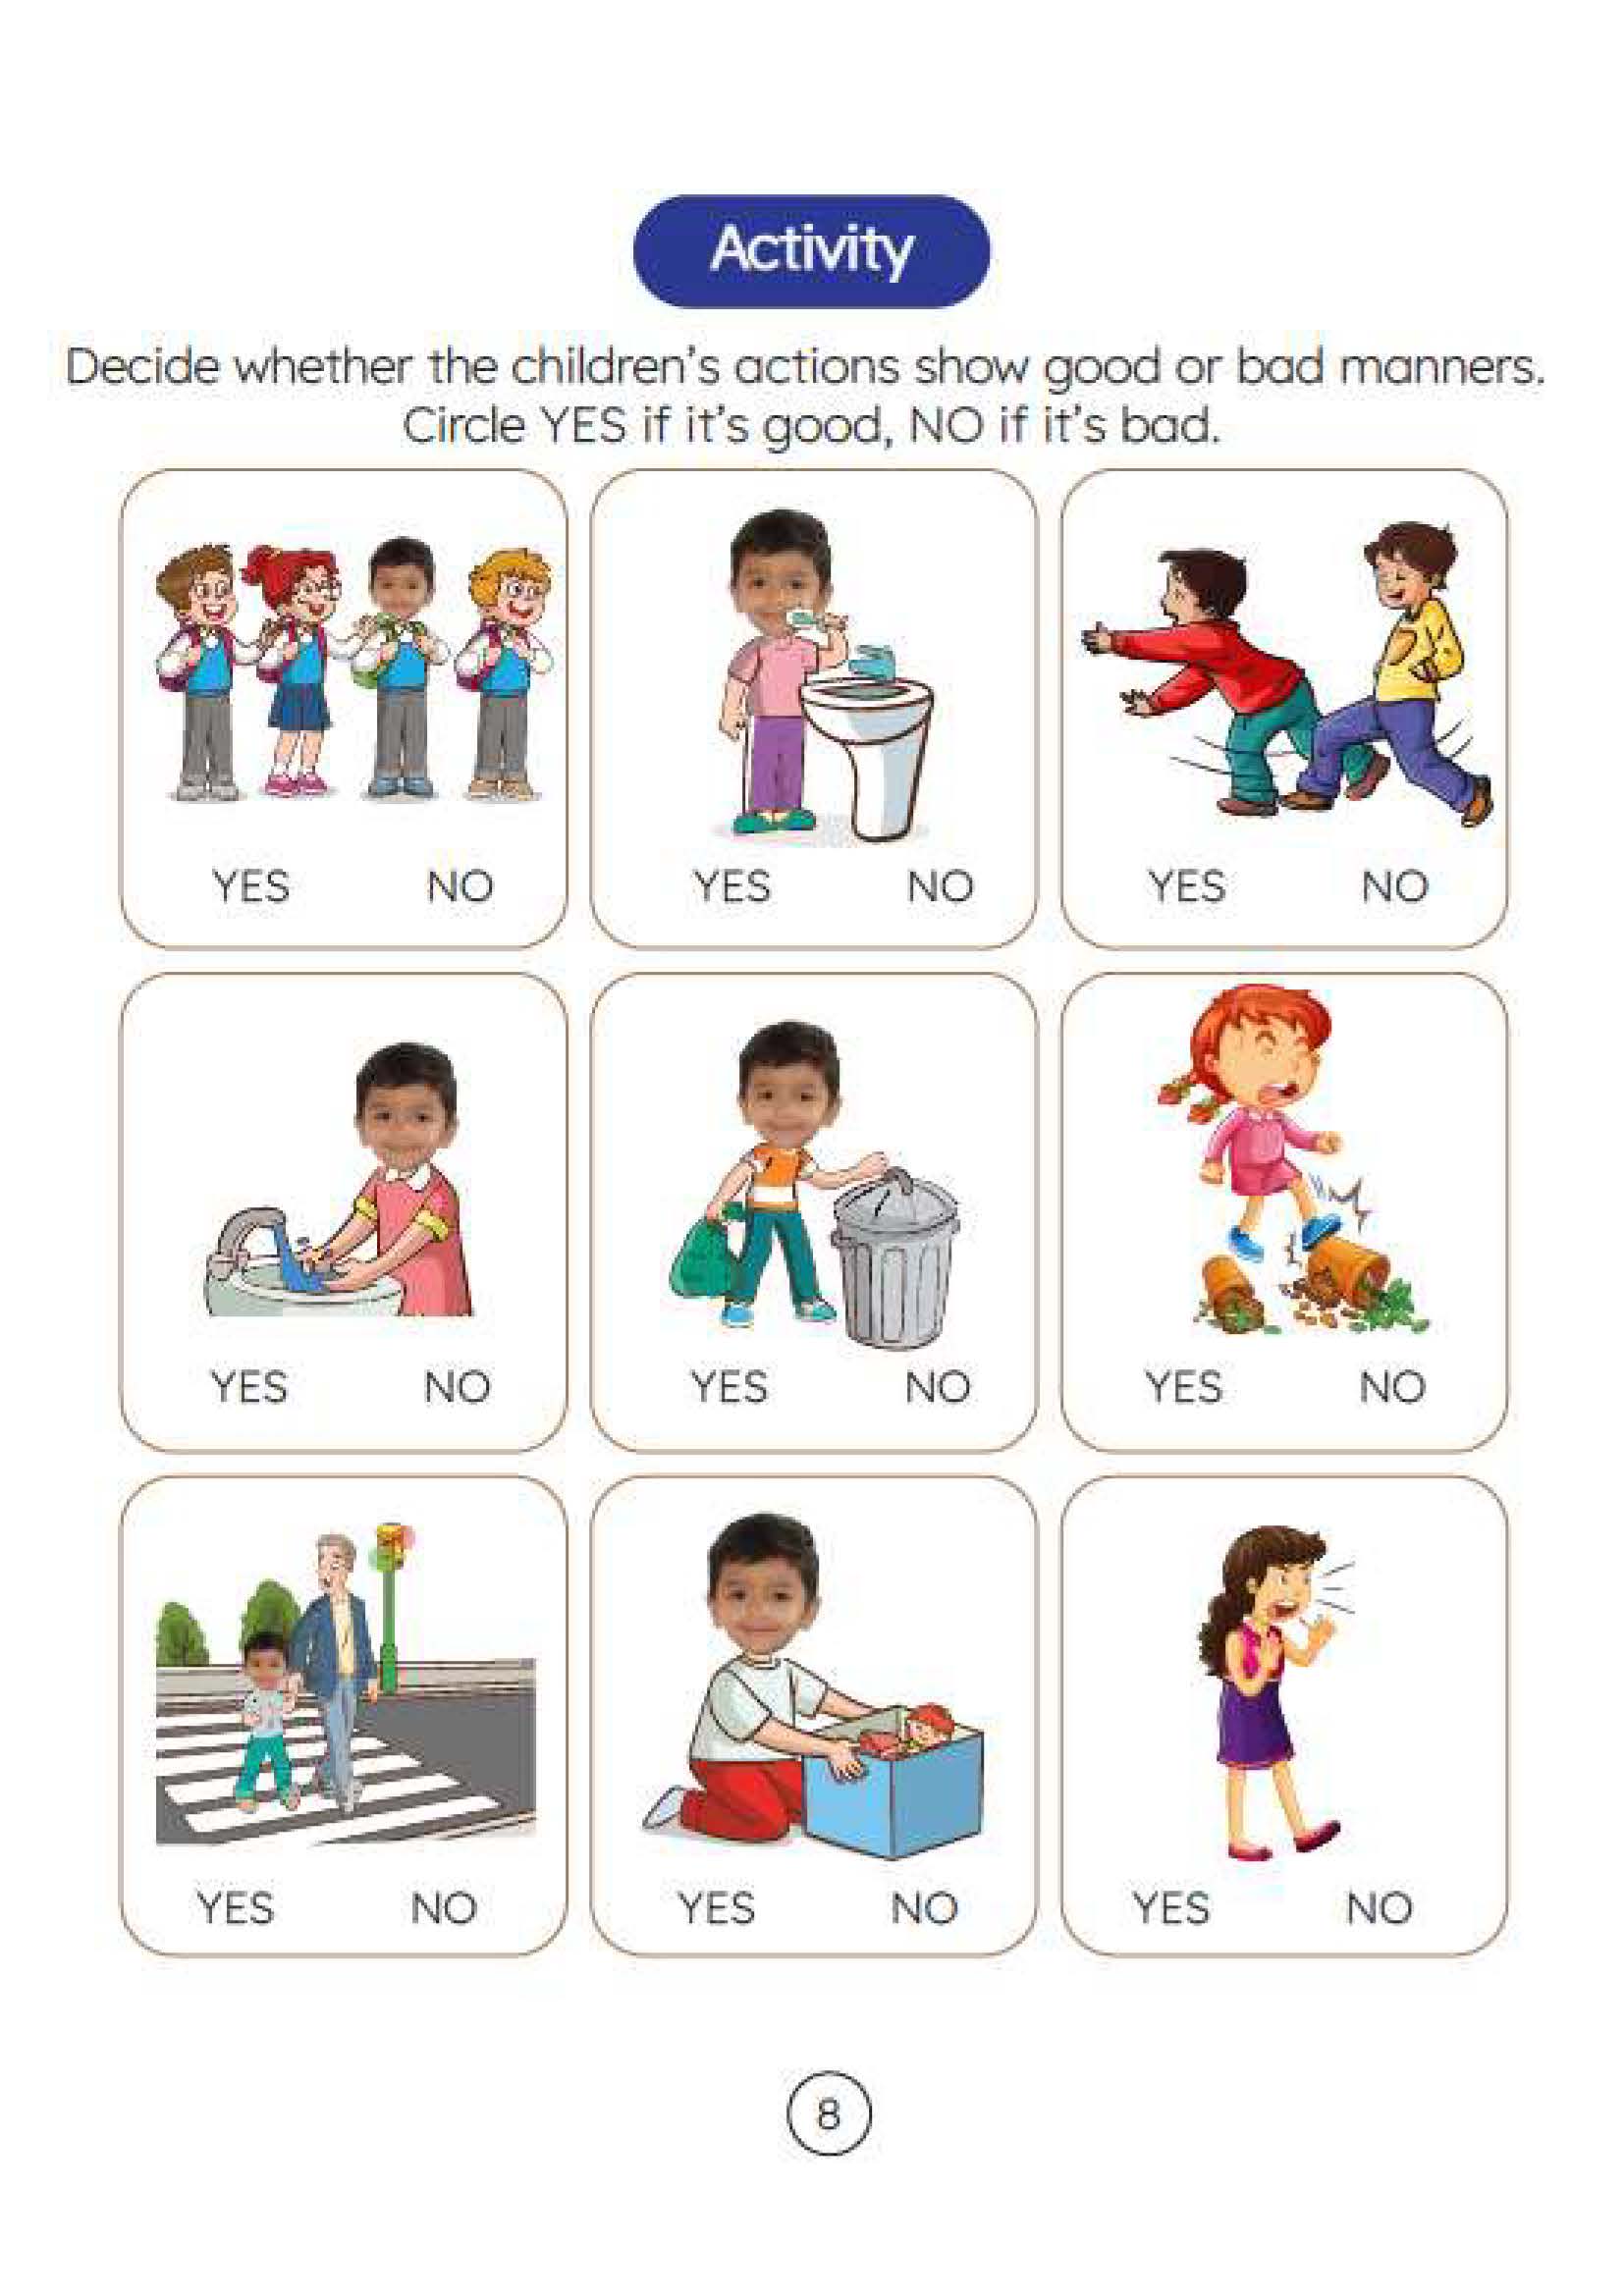 Activity
Decide whether the children's actions show good or bad manners.
Circle YES if it's good, NO if it's bad.
YES NO
YES NO
YES NO
YES NO
YES NO
YES NO
YES NO
YES NO
YES NO
8